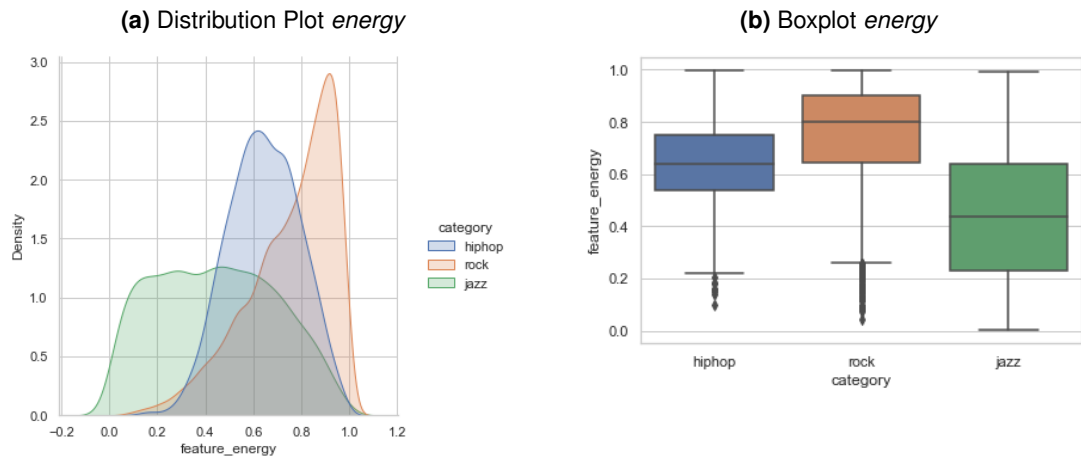 (a) Distribution Plot energy
3.0
2.5
2.0
1.5
1.0
0.5
0.0
Density
−0.2 0.0 0.2 0.4 0.6 0.8 1.0 1.2
feature_energy
category
hiphop
rock
jazz
(b) Boxplot energy
1.0
0.8
0.6
0.4
0.2
0.0
feature_energy
hiphop rock jazz
category